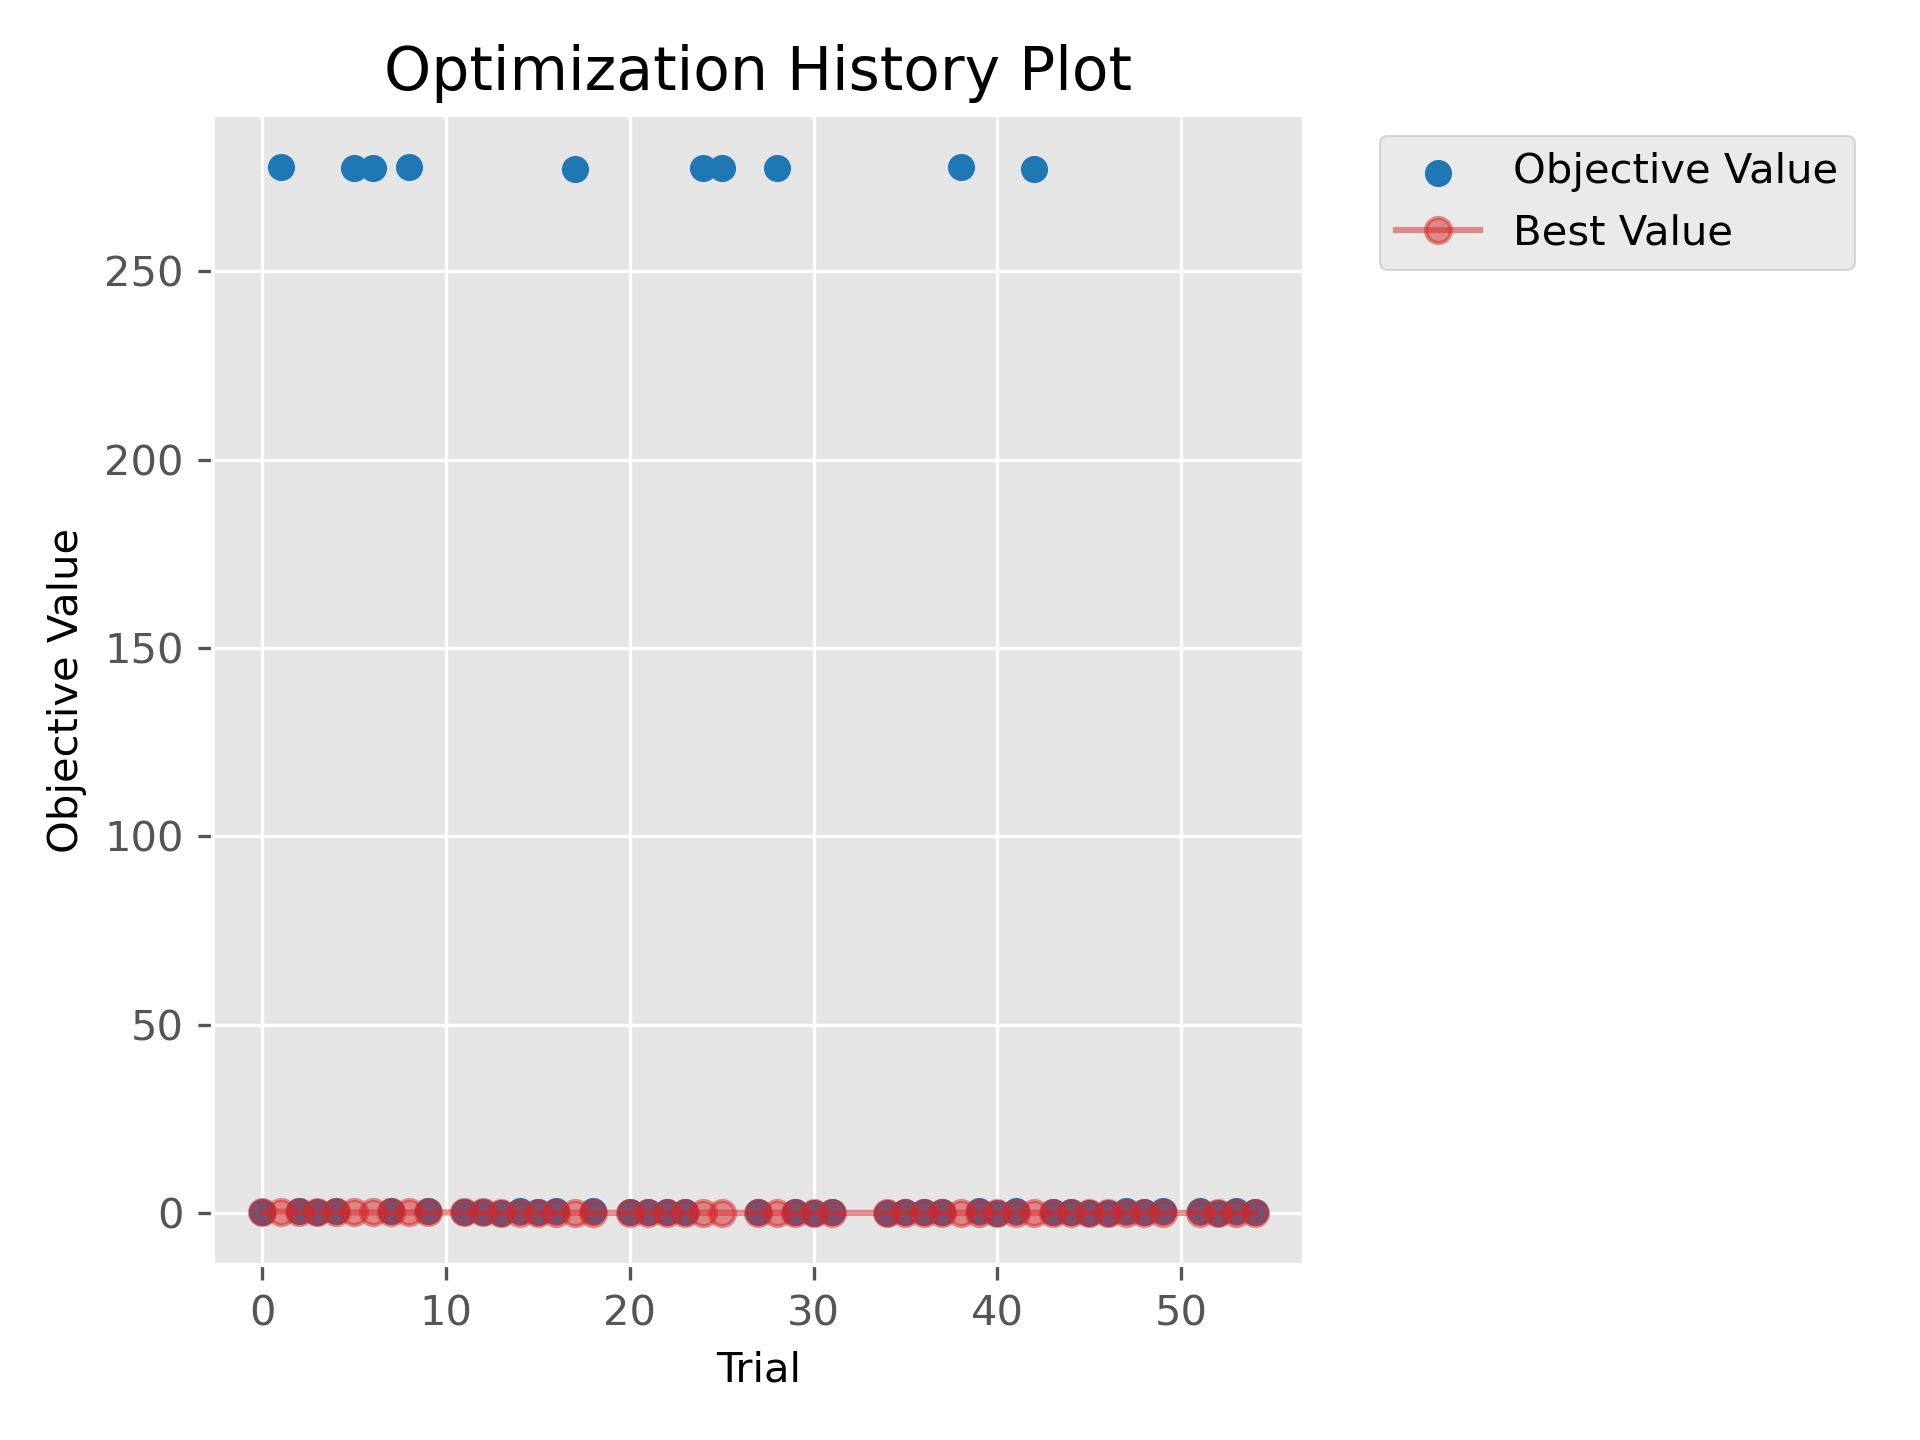 Optimization History Plot
Objective Value
Best Value
250
200
150
100
50
0
Objective Value
0 10 20 30 40 50
Trial